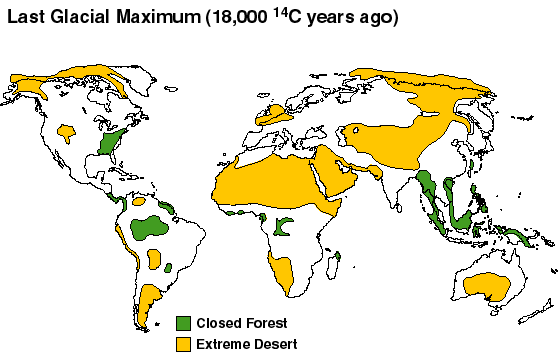 Last Glacial Maximum (18,000 ¹⁴C years ago)
Closed Forest
Extreme Desert